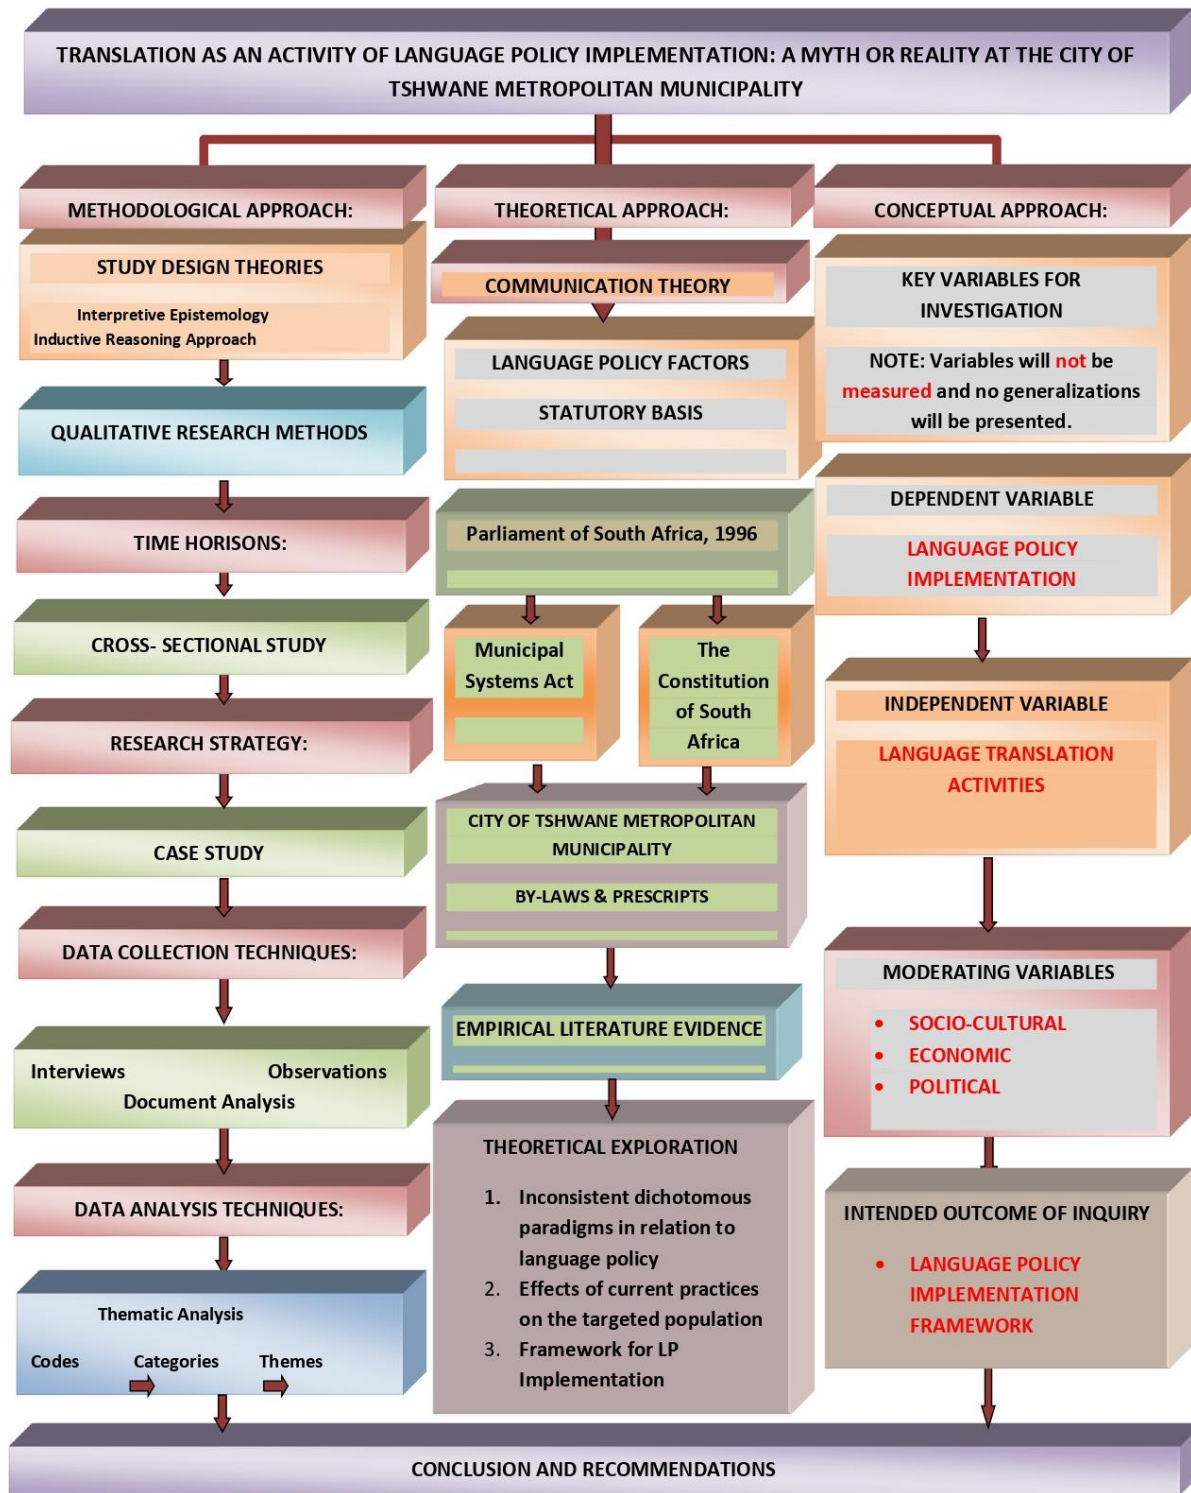 TRANSLATION AS AN ACTIVITY OF LANGUAGE POLICY IMPLEMENTATION: A MYTH OR REALITY AT THE CITY OF
TSHWANE METROPOLITAN MUNICIPALITY
METHODOLOGICAL APPROACH:
STUDY DESIGN THEORIES
Interpretive Epistemology
Inductive Reasoning Approach
QUALITATIVE RESEARCH METHODS
TIME HORISONS:
CROSS- SECTIONAL STUDY
RESEARCH STRATEGY:
CASE STUDY
DATA COLLECTION TECHNIQUES:
Interviews Observations
Document Analysis
DATA ANALYSIS TECHNIQUES:
Thematic Analysis
Codes Categories Themes
THEORETICAL APPROACH:
COMMUNICATION THEORY
LANGUAGE POLICY FACTORS
STATUTORY BASIS
Parliament of South Africa, 1996
Municipal
Systems Act
The
Constitution
of South
Africa
CITY OF TSHWANE METROPOLITAN
MUNICIPALITY
BY-LAWS & PRESCRIPTS
EMPIRICAL LITERATURE EVIDENCE
THEORETICAL EXPLORATION
1. Inconsistent dichotomous
paradigms in relation to
language policy
2. Effects of current practices
on the targeted population
3. Framework for LP
Implementation
CONCEPTUAL APPROACH:
KEY VARIABLES FOR
INVESTIGATION
NOTE: Variables will not be
measured and no generalizations
will be presented.
DEPENDENT VARIABLE
LANGUAGE POLICY
IMPLEMENTATION
INDEPENDENT VARIABLE
LANGUAGE TRANSLATION
ACTIVITIES
MODERATING VARIABLES
• SOCIO-CULTURAL
• ECONOMIC
• POLITICAL
INTENDED OUTCOME OF INQUIRY
• LANGUAGE POLICY
IMPLEMENTATION
FRAMEWORK
CONCLUSION AND RECOMMENDATIONS